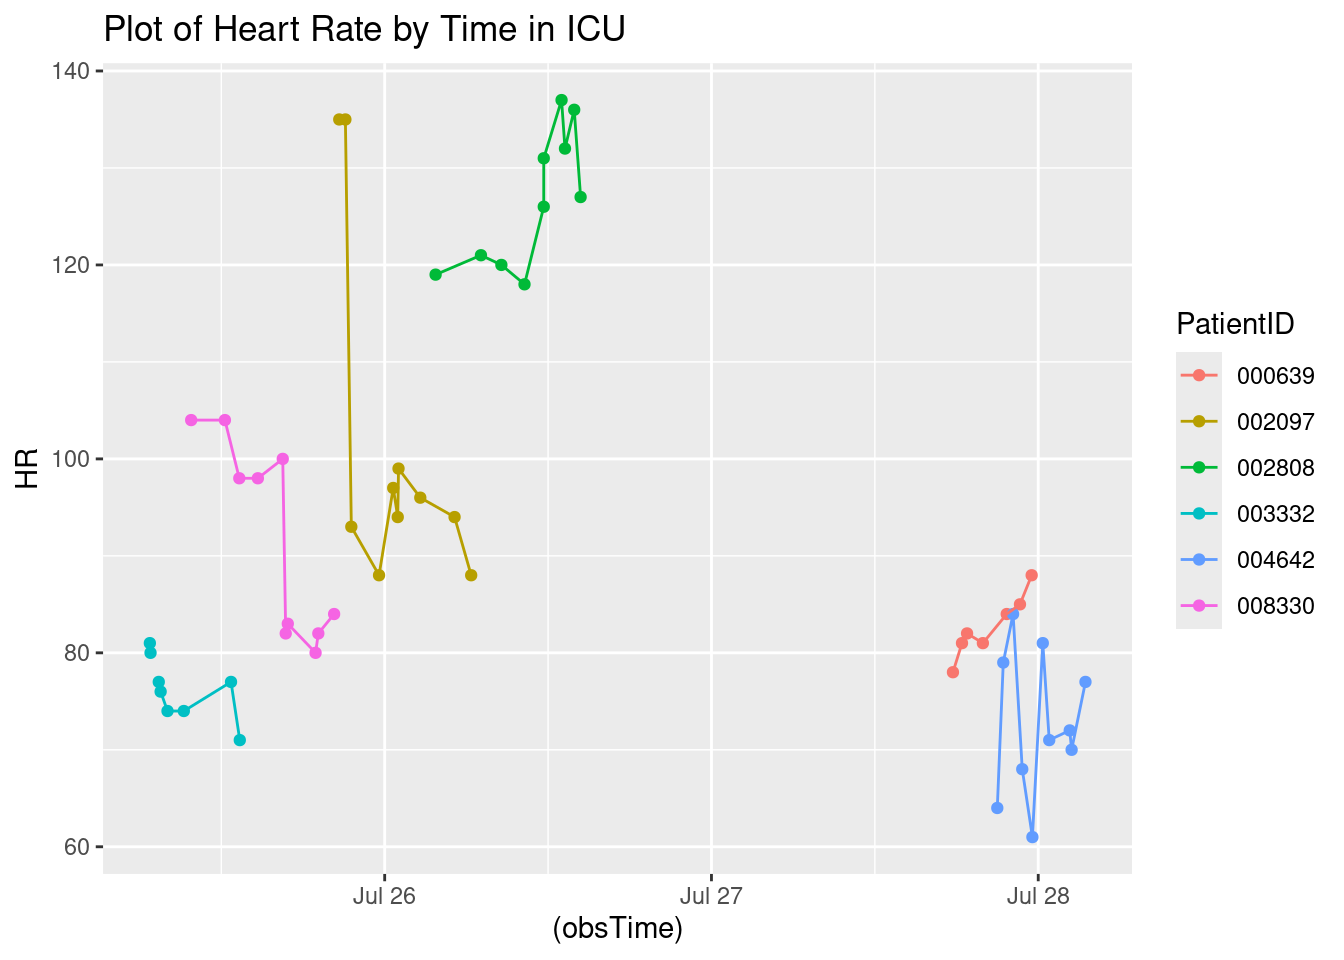 Plot of Heart Rate by Time in ICU
140
120
100
80
60
HR
Jul 26
Jul 27
Jul 28
(obsTime)
PatientID
000639
002097
002808
003332
004642
008330